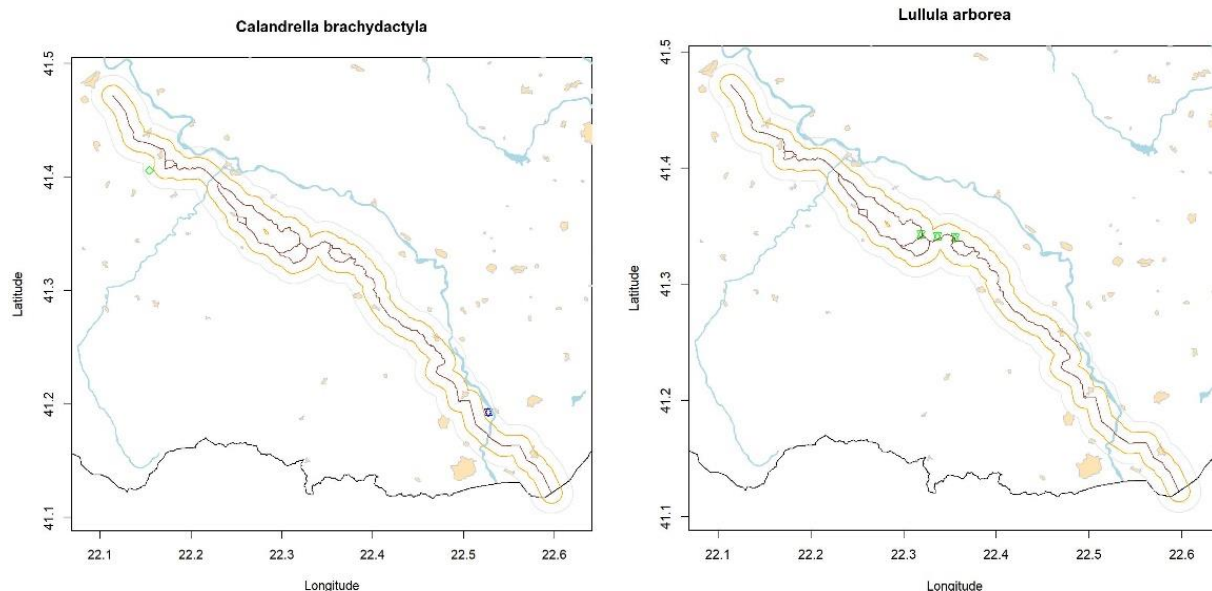 Calandrella brachydactyla
Latitude
41.5
41.4
41.3
41.2
41.1
22.1 22.2 22.3 22.4 22.5 22.6
Longitude
Lullula arborea
Latitude
41.5
41.4
41.3
41.2
41.1
22.1 22.2 22.3 22.4 22.5 22.6
Longitude